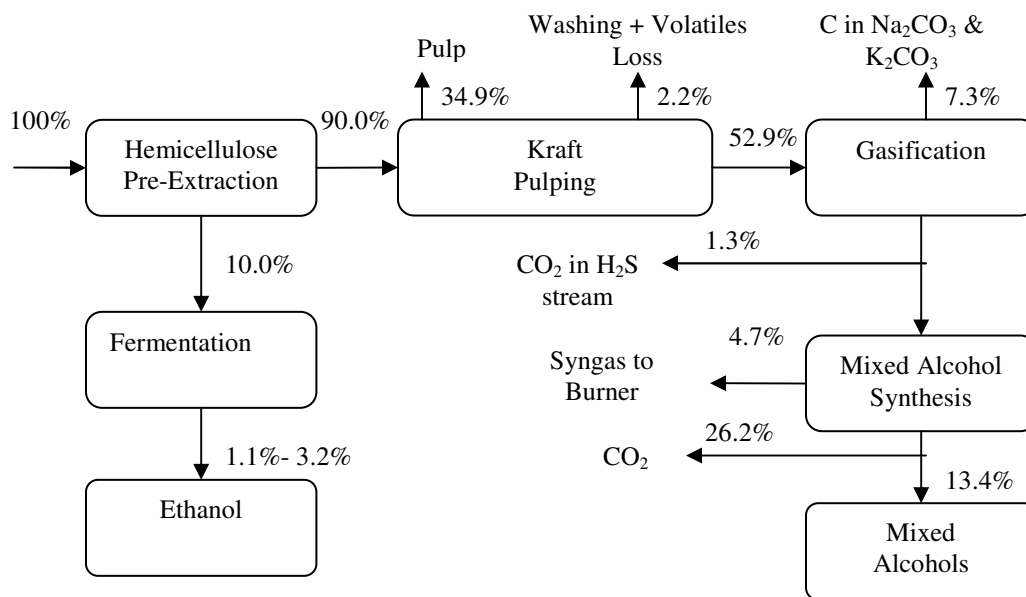 Pulp
Washing + Volatiles
Loss
C in Na₂CO₃ &
K₂CO₃
34.9%
2.2%
7.3%
100%
Hemicellulose
Pre-Extraction
90.0%
Kraft
Pulping
52.9%
Gasification
10.0%
1.3%
CO₂ in H₂S
stream
Fermentation
4.7%
Syngas to
Burner
Mixed Alcohol
Synthesis
26.2%
CO₂
1.1%- 3.2%
13.4%
Ethanol
Mixed
Alcohols